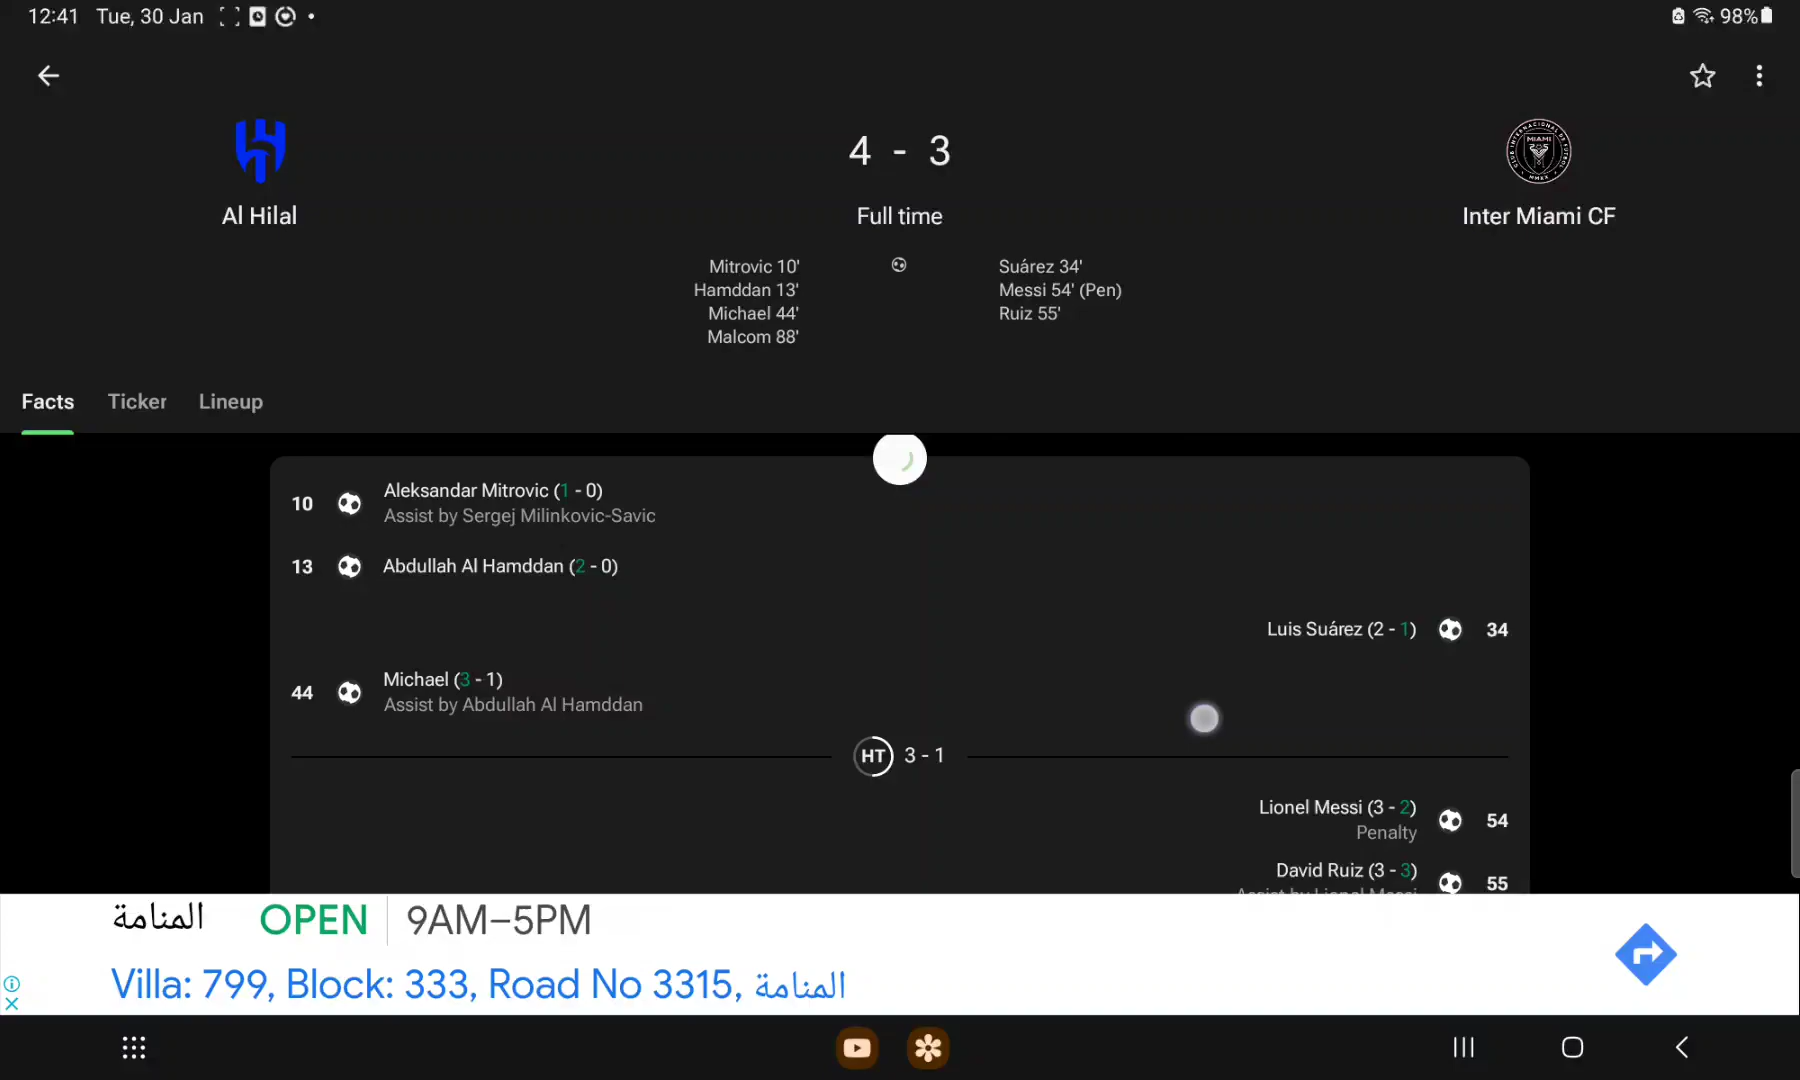 12:41 Tue, 30 Jan 98%
4 - 3
Al Hilal Full time Inter Miami CF
Mitrovic 10' Suárez 34'
Hamddan 13' Messi 54' (Pen)
Michael 44' Ruiz 55'
Malcom 88'
Facts Ticker Lineup
10 Aleksandar Mitrovic (1 - 0)
Assist by Sergej Milinkovic-Savic
13 Abdullah Al Hamddan (2 - 0)
Luis Suárez (2 - 1) 34
44 Michael (3 - 1)
Assist by Abdullah Al Hamddan
HT 3 - 1
Lionel Messi (3 - 2) 54
Penalty
David Ruiz (3 - 3) 55
Assist by Lionel Messi
المنامة OPEN 9AM–5PM
Villa: 799, Block: 333, Road No 3315, المنامة